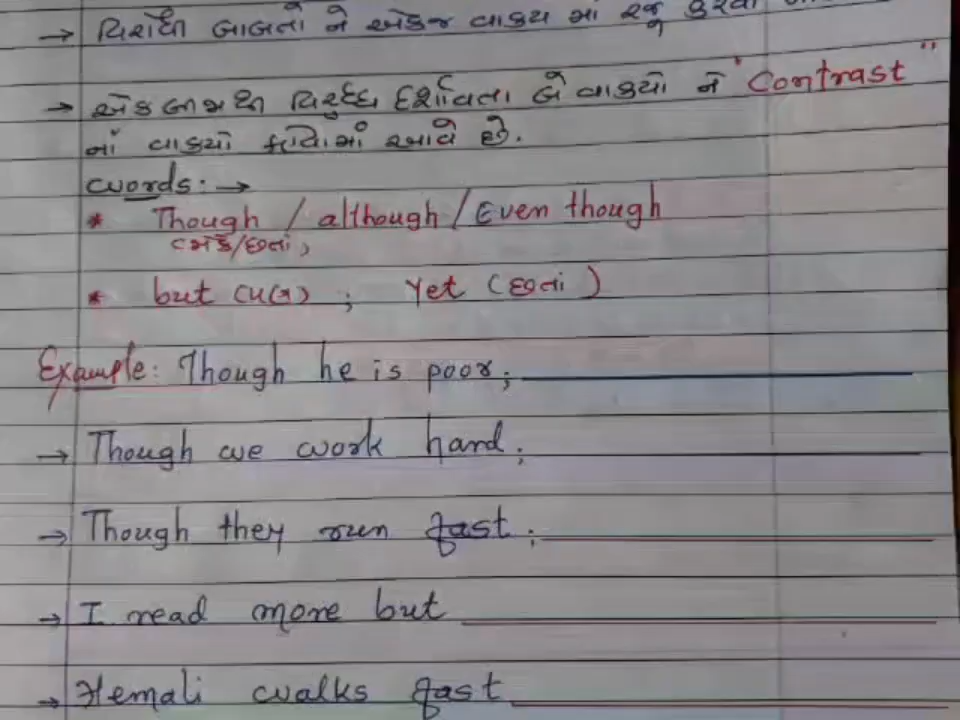 → વિરોધી બાબતો ને એકજ વાક્ય માં રજૂ કરવા
→ એક બીજાથી વિરુદ્ધ દર્શાવતા બે વાક્યો ને "Contrast"
માં વાક્યો કહેવામાં આવે છે.
words: →
* Though / although / Even though
(જોકે/છતાં)
* but (પણ) ; Yet (છતાં)
Example: Though he is poor;
→ Though we work hard;
→ Though they run fast;
→ I read more but
→ Hemali walks fast